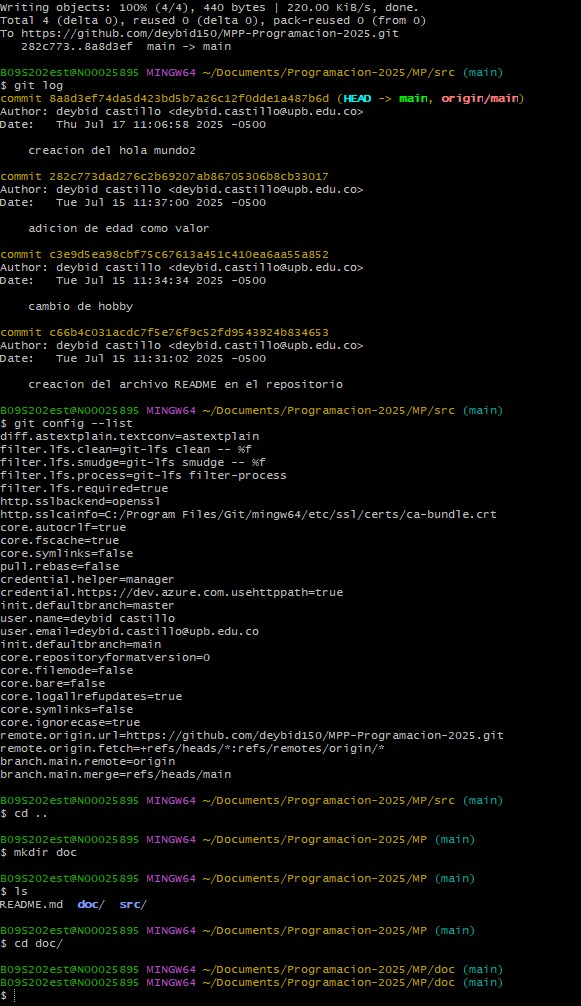 Writing objects: 100% (4/4), 440 bytes | 220.00 KiB/s, done.
Total 4 (delta 0), reused 0 (delta 0), pack-reused 0 (from 0)
To https://github.com/deybid150/MPP-Programacion-2025.git
   282c773..8a8d3ef  main -> main

B09S202est@N00025895 MINGW64 ~/Documents/Programacion-2025/MP/src (main)
$ git log
commit 8a8d3ef74da5d423bd5b7a26c12f0dde1a487b6d (HEAD -> main, origin/main)
Author: deybid castillo <deybid.castillo@upb.edu.co>
Date:   Thu Jul 17 11:06:58 2025 -0500

    creacion del hola mundo2

commit 282c773dad276c2b69207ab86705306b8cb33017
Author: deybid castillo <deybid.castillo@upb.edu.co>
Date:   Tue Jul 15 11:37:00 2025 -0500

    adicion de edad como valor

commit c3e9d5ea98cbf75c67613a451c410ea6aa55a852
Author: deybid castillo <deybid.castillo@upb.edu.co>
Date:   Tue Jul 15 11:34:34 2025 -0500

    cambio de hobby

commit c66b4c031acdc7f5e76f9c52fd9543924b834653
Author: deybid castillo <deybid.castillo@upb.edu.co>
Date:   Tue Jul 15 11:31:02 2025 -0500

    creacion del archivo README en el repositorio

B09S202est@N00025895 MINGW64 ~/Documents/Programacion-2025/MP/src (main)
$ git config --list
diff.astextplain.textconv=astextplain
filter.lfs.clean=git-lfs clean -- %f
filter.lfs.smudge=git-lfs smudge -- %f
filter.lfs.process=git-lfs filter-process
filter.lfs.required=true
http.sslbackend=openssl
http.sslcainfo=C:/Program Files/Git/mingw64/etc/ssl/certs/ca-bundle.crt
core.autocrlf=true
core.fscache=true
core.symlinks=false
pull.rebase=false
credential.helper=manager
credential.https://dev.azure.com.usehttppath=true
init.defaultbranch=master
user.name=deybid castillo
user.email=deybid.castillo@upb.edu.co
init.defaultbranch=main
core.repositoryformatversion=0
core.filemode=false
core.bare=false
core.logallrefupdates=true
core.symlinks=false
core.ignorecase=true
remote.origin.url=https://github.com/deybid150/MPP-Programacion-2025.git
remote.origin.fetch=+refs/heads/*:refs/remotes/origin/*
branch.main.remote=origin
branch.main.merge=refs/heads/main

B09S202est@N00025895 MINGW64 ~/Documents/Programacion-2025/MP/src (main)
$ cd ..

B09S202est@N00025895 MINGW64 ~/Documents/Programacion-2025/MP (main)
$ mkdir doc

B09S202est@N00025895 MINGW64 ~/Documents/Programacion-2025/MP (main)
$ ls
README.md  doc/  src/

B09S202est@N00025895 MINGW64 ~/Documents/Programacion-2025/MP (main)
$ cd doc/

B09S202est@N00025895 MINGW64 ~/Documents/Programacion-2025/MP/doc (main)
B09S202est@N00025895 MINGW64 ~/Documents/Programacion-2025/MP/doc (main)
$